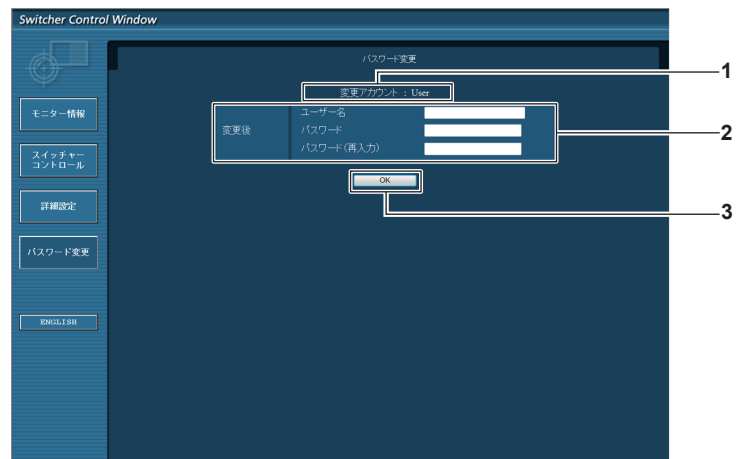 Switcher Control Window
パスワード変更
1
変更アカウント : User
変更後
ユーザー名
パスワード
パスワード(再入力)
2
OK
3
モニター情報
スイッチャー
コントロール
詳細設定
パスワード変更
ENGLISH